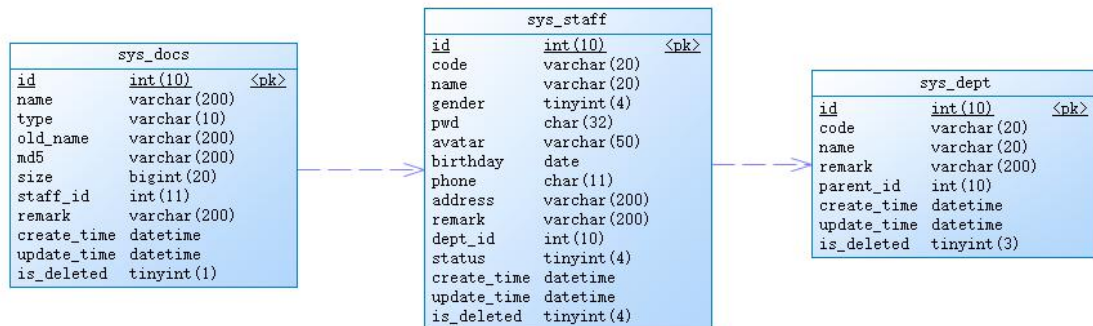 sys_docs
id int(10) <pk>
name varchar(200)
type varchar(10)
old_name varchar(200)
md5 varchar(200)
size bigint(20)
staff_id int(11)
remark varchar(200)
create_time datetime
update_time datetime
is_deleted tinyint(1)
sys_staff
id int(10) <pk>
code varchar(20)
name varchar(20)
gender tinyint(4)
pwd char(32)
avatar varchar(50)
birthday date
phone char(11)
address varchar(200)
remark varchar(200)
dept_id int(10)
status tinyint(4)
create_time datetime
update_time datetime
is_deleted tinyint(4)
sys_dept
id int(10) <pk>
code varchar(20)
name varchar(20)
remark varchar(200)
parent_id int(10)
create_time datetime
update_time datetime
is_deleted tinyint(3)